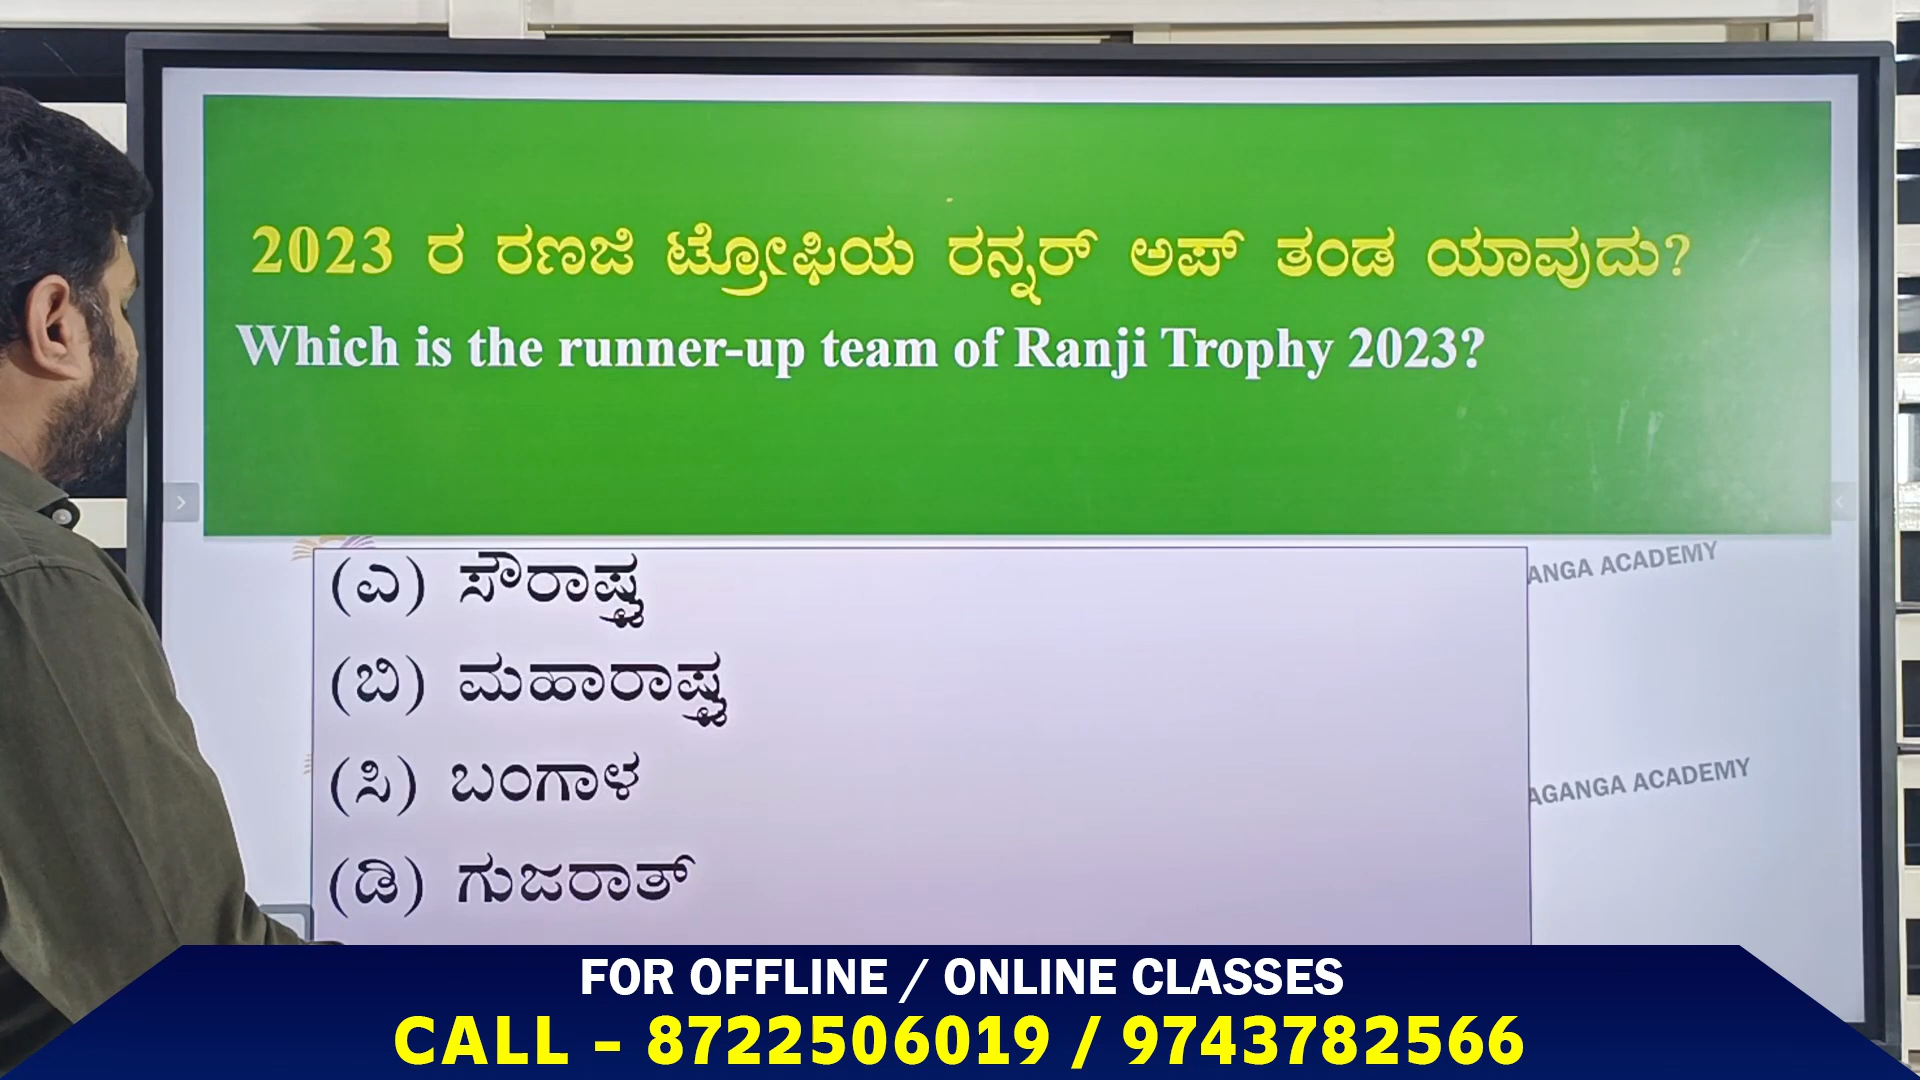 2023 ರ ರಣಜಿ ಟ್ರೋಫಿಯ ರನ್ನರ್ ಅಪ್ ತಂಡ ಯಾವುದು?
Which is the runner-up team of Ranji Trophy 2023?
(ಎ) ಸೌರಾಷ್ಟ್ರ
(ಬಿ) ಮಹಾರಾಷ್ಟ್ರ
(ಸಿ) ಬಂಗಾಳ
(ಡಿ) ಗುಜರಾತ್
ANGA ACADEMY
AGANGA ACADEMY
FOR OFFLINE / ONLINE CLASSES
CALL – 8722506019 / 9743782566